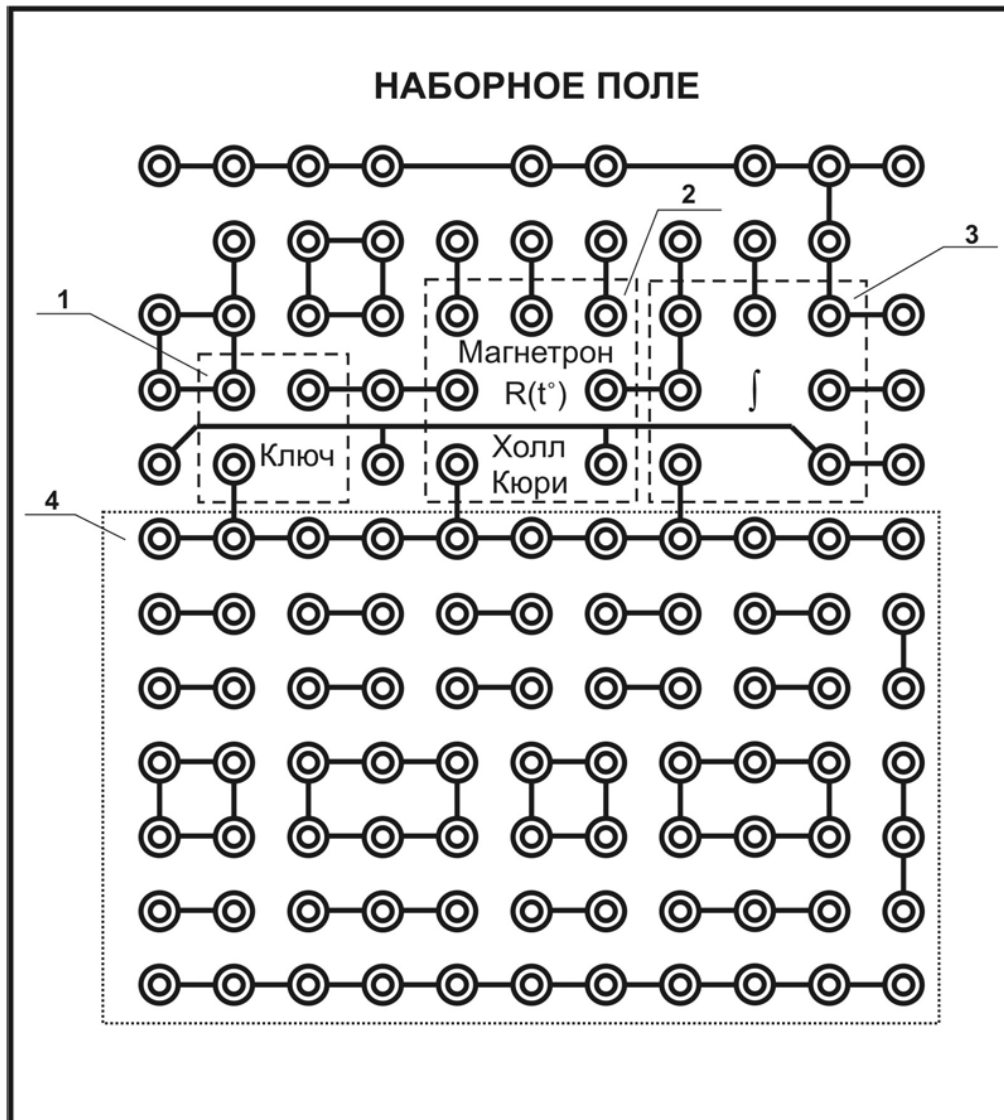 НАБОРНОЕ ПОЛЕ
2
3
1
Магнетрон
R(t°)
∫
Ключ
Холл
Кюри
4